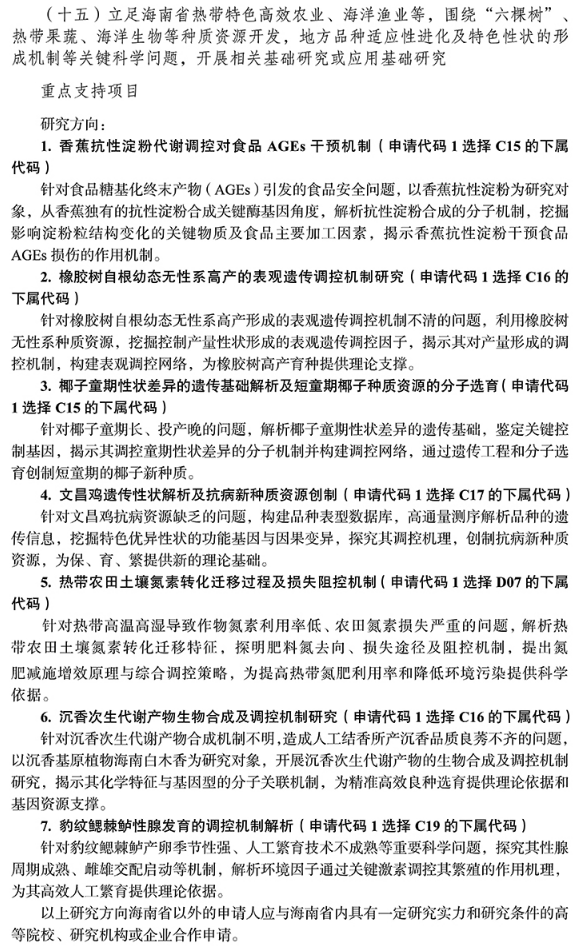 （十五）立足海南省热带特色高效农业、海洋渔业等，围绕“六棵树”、
热带果蔬、海洋生物等种质资源开发，地方品种适应性进化及特色性状的形
成机制等关键科学问题，开展相关基础研究或应用基础研究
重点支持项目
研究方向：
1. 香蕉抗性淀粉代谢调控对食品 AGEs 干预机制（申请代码 1 选择 C15 的下属
代码）
针对食品糖基化终末产物（AGEs）引发的食品安全问题，以香蕉抗性淀粉为研究对
象，从香蕉独有的抗性淀粉合成关键酶基因角度，解析抗性淀粉合成的分子机制，挖掘
影响淀粉粒结构变化的关键物质及食品主要加工因素，揭示香蕉抗性淀粉干预食品
AGEs 损伤的作用机制。
2. 橡胶树自根幼态无性系高产的表观遗传调控机制研究（申请代码 1 选择 C16 的
下属代码）
针对橡胶树自根幼态无性系高产形成的表观遗传调控机制不清的问题，利用橡胶树
无性系种质资源，挖掘控制产量性状形成的表观遗传调控因子，揭示其对产量形成的调
控机制，构建表观调控网络，为橡胶树高产育种提供理论支撑。
3. 椰子童期性状差异的遗传基础解析及短童期椰子种质资源的分子选育（申请代码
1 选择 C15 的下属代码）
针对椰子童期长、投产晚的问题，解析椰子童期性状差异的遗传基础，鉴定关键控
制基因，揭示其调控童期性状差异的分子机制并构建调控网络，通过遗传工程和分子选
育创制短童期的椰子新种质。
4. 文昌鸡遗传性状解析及抗病新种质资源创制（申请代码 1 选择 C17 的下属代码）
针对文昌鸡抗病资源缺乏的问题，构建品种表型数据库，高通量测序解析品种的遗
传信息，挖掘特色优异性状的功能基因与因果变异，探究其调控机理，创制抗病新种质
资源，为保、育、繁提供新的理论基础。
5. 热带农田土壤氮素转化迁移过程及损失阻控机制（申请代码 1 选择 D07 的下属
代码）
针对热带高温高湿导致作物氮素利用率低、农田氮素损失严重的问题，解析热
带农田土壤氮素转化迁移特征，探明肥料氮去向、损失途径及阻控机制，提出氮
肥减施增效原理与综合调控策略，为提高热带氮肥利用率和降低环境污染提供科学
依据。
6. 沉香次生代谢产物生物合成及调控机制研究（申请代码 1 选择 C16 的下属代码）
针对沉香次生代谢产物合成机制不明，造成人工结香所产沉香品质良莠不齐的问题，
以沉香基原植物海南白木香为研究对象，开展沉香次生代谢产物的生物合成及调控机制
研究，揭示其化学特征与基因型的分子关联机制，为精准高效良种选育提供理论依据和
基因资源支撑。
7. 豹纹鳃棘鲈性腺发育的调控机制解析（申请代码 1 选择 C19 的下属代码）
针对豹纹鳃棘鲈产卵季节性强、人工繁育技术不成熟等重要科学问题，探究其性腺
周期成熟、雌雄交配启动等机制，解析环境因子通过关键激素调控其繁殖的作用机理，
为其高效人工繁育提供理论依据。
以上研究方向海南省以外的申请人应与海南省内具有一定研究实力和研究条件的高
等院校、研究机构或企业合作申请。